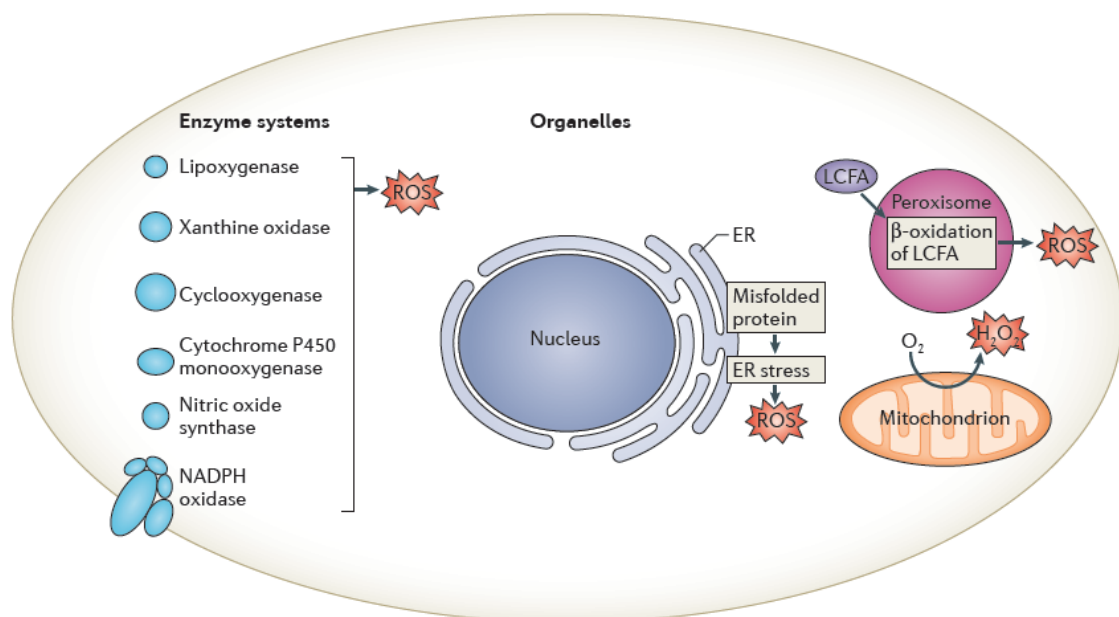 Enzyme systems
Lipoxygenase
Xanthine oxidase
Cyclooxygenase
Cytochrome P450
monooxygenase
Nitric oxide
synthase
NADPH
oxidase
ROS
Organelles
Nucleus
ER
Misfolded
protein
ER stress
ROS
LCFA
Peroxisome
β-oxidation
of LCFA
ROS
O₂
H₂O₂
Mitochondrion